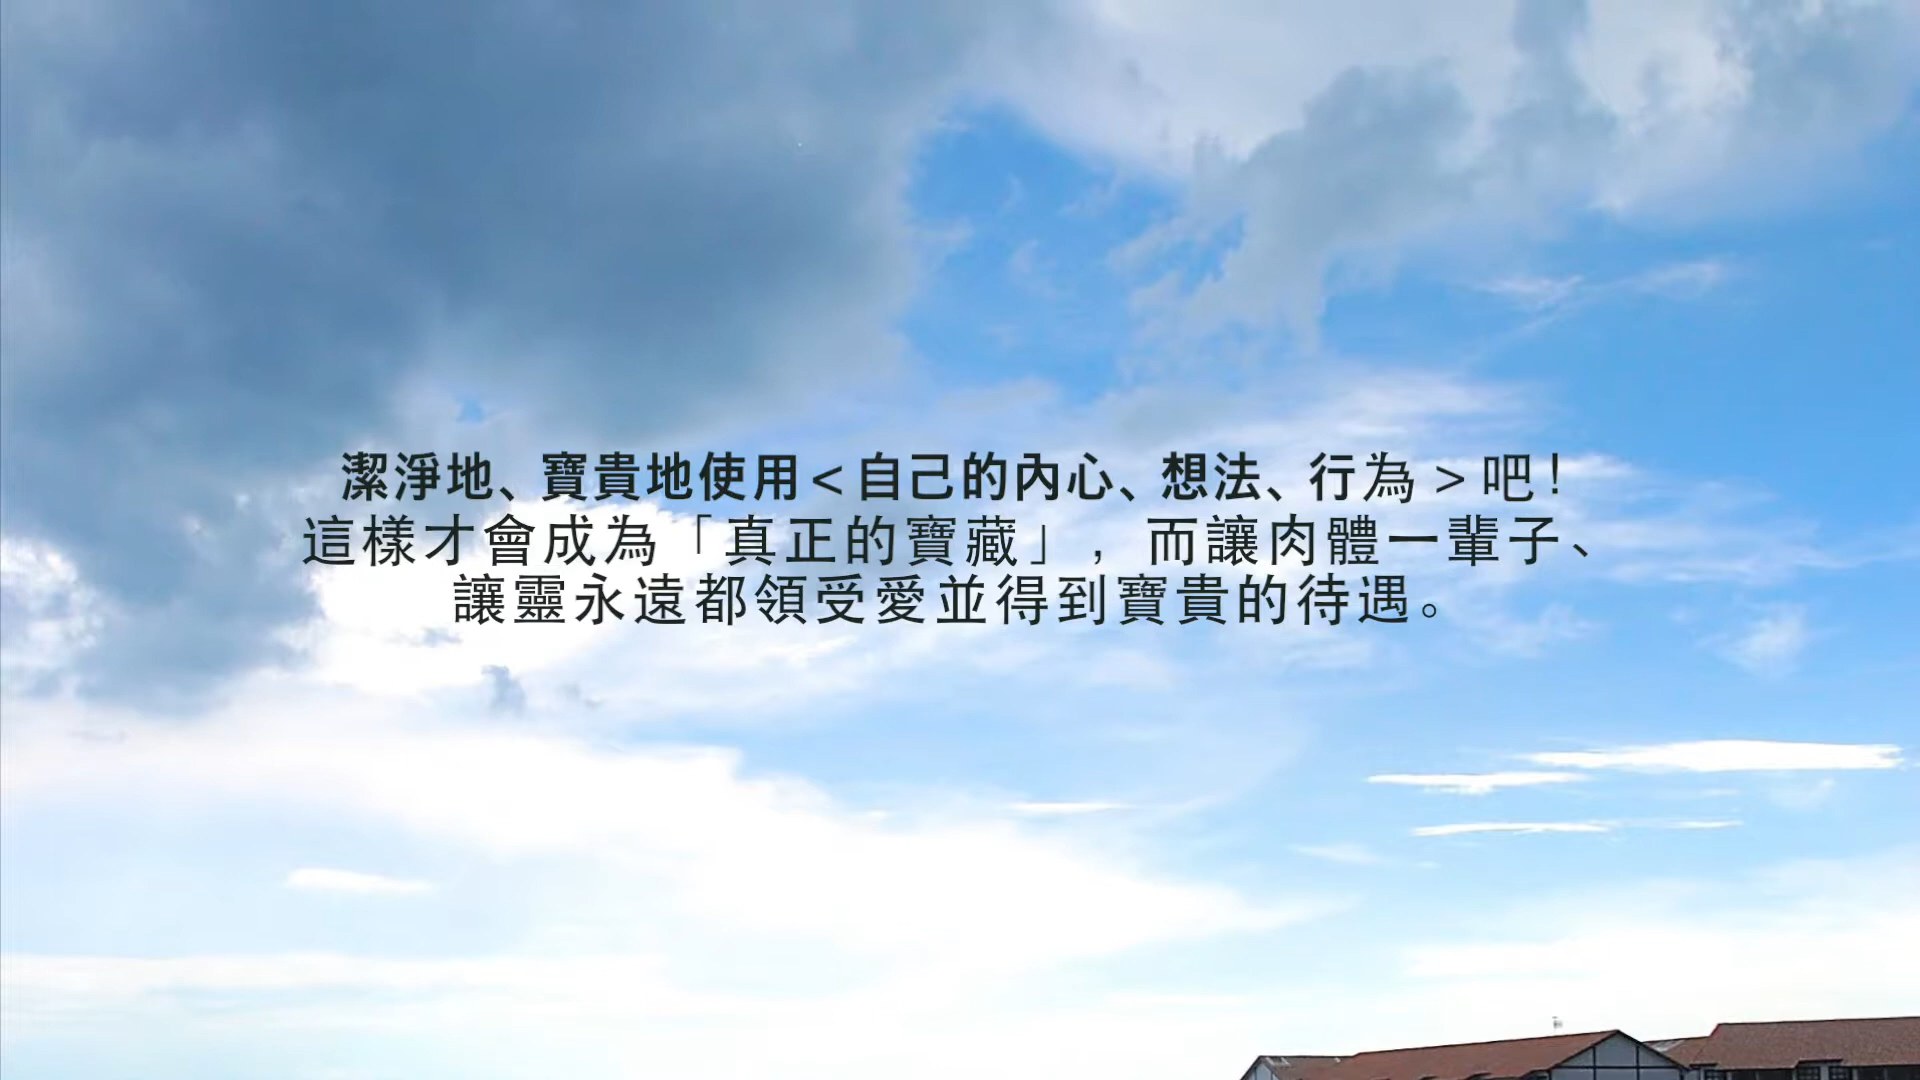 潔淨地、寶貴地使用＜自己的內心、想法、行為＞吧！
這樣才會成為「真正的寶藏」，而讓肉體一輩子、
讓靈永遠都領受愛並得到寶貴的待遇。